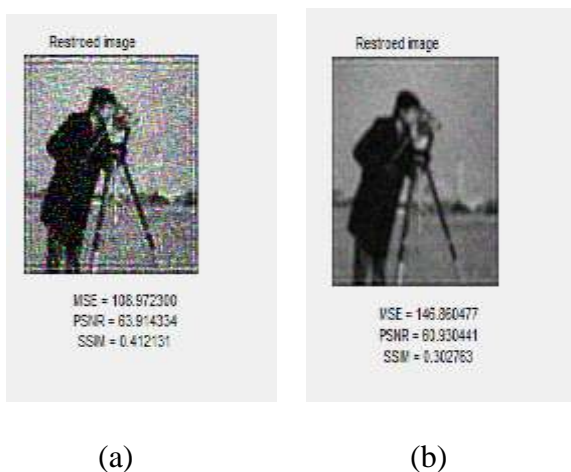 Restroed image
MSE = 108.972300
PSNR = 63.914334
SSIM = 0.412131
(a)
Restroed image
MSE = 146.860477
PSNR = 60.930441
SSIM = 0.302763
(b)